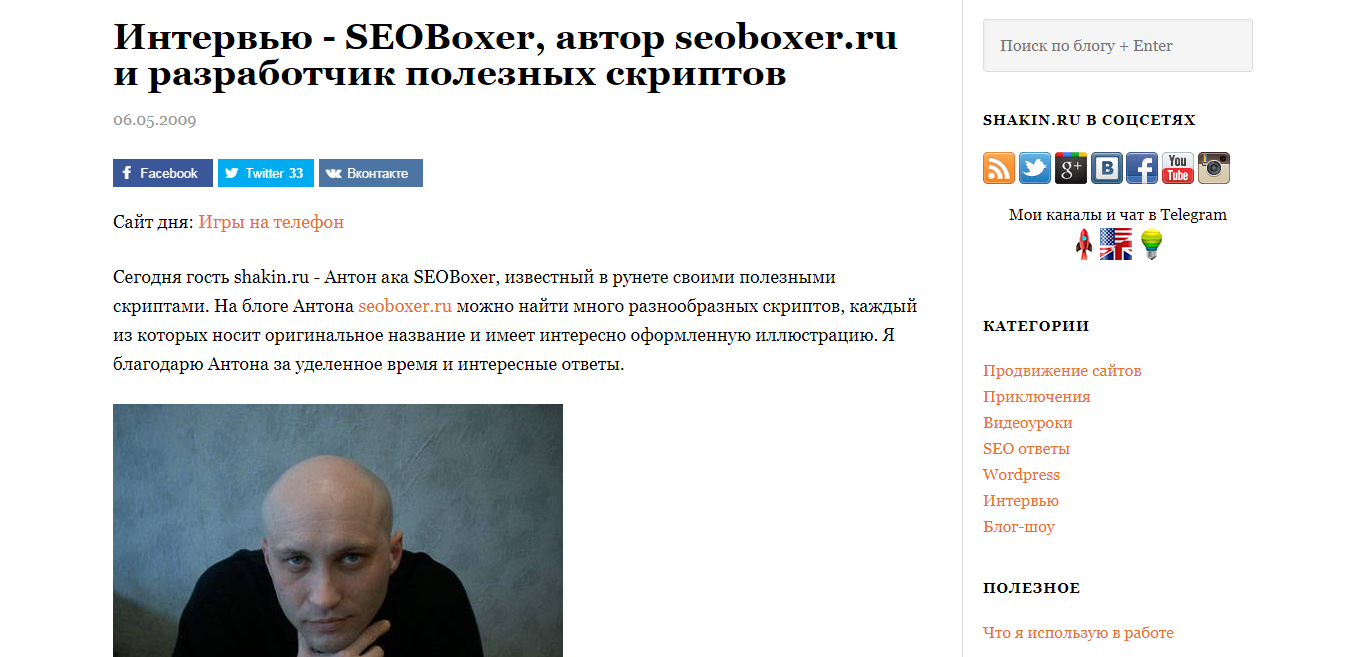 Интервью - SEOBoxer, автор seoboxer.ru
и разработчик полезных скриптов
06.05.2009
Facebook
Twitter 33
Вконтакте
Сайт дня: Игры на телефон
Сегодня гость shakin.ru - Антон ака SEOBoxer, известный в рунете своими полезными
скриптами. На блоге Антона seoboxer.ru можно найти много разнообразных скриптов, каждый
из которых носит оригинальное название и имеет интересно оформленную иллюстрацию. Я
благодарю Антона за уделенное время и интересные ответы.
Поиск по блогу + Enter
SHAKIN.RU В СОЦСЕТЯХ
g+
B
f
You
Tube
Мои каналы и чат в Telegram
КАТЕГОРИИ
Продвижение сайтов
Приключения
Видеоуроки
SEO ответы
Wordpress
Интервью
Блог-шоу
ПОЛЕЗНОЕ
Что я использую в работе